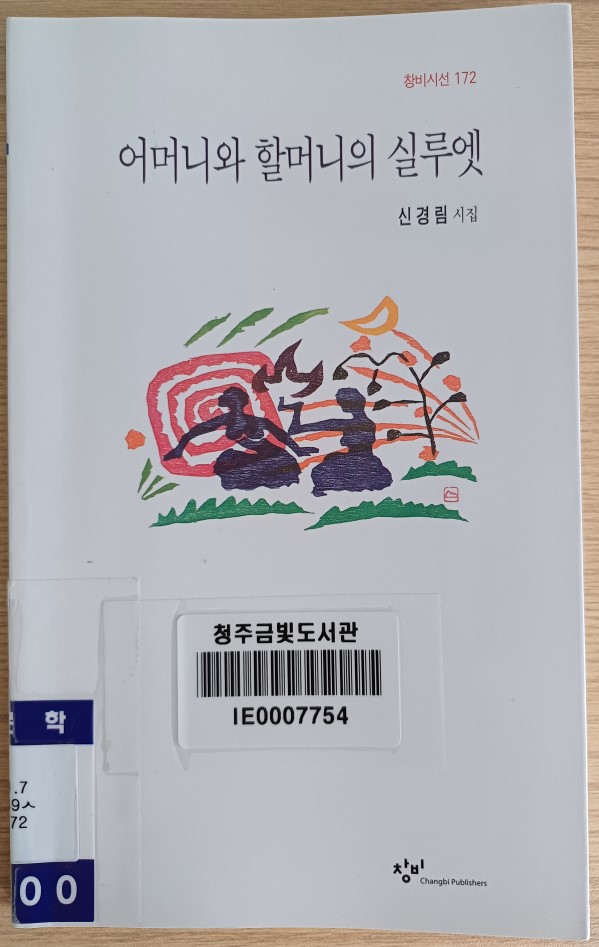 창비시선 172
어머니와 할머니의 실루엣
신경림 시집
청주금빛도서관
IE0007754
학
.7
9ㅅ
72
00
창비
Changbi Publishers